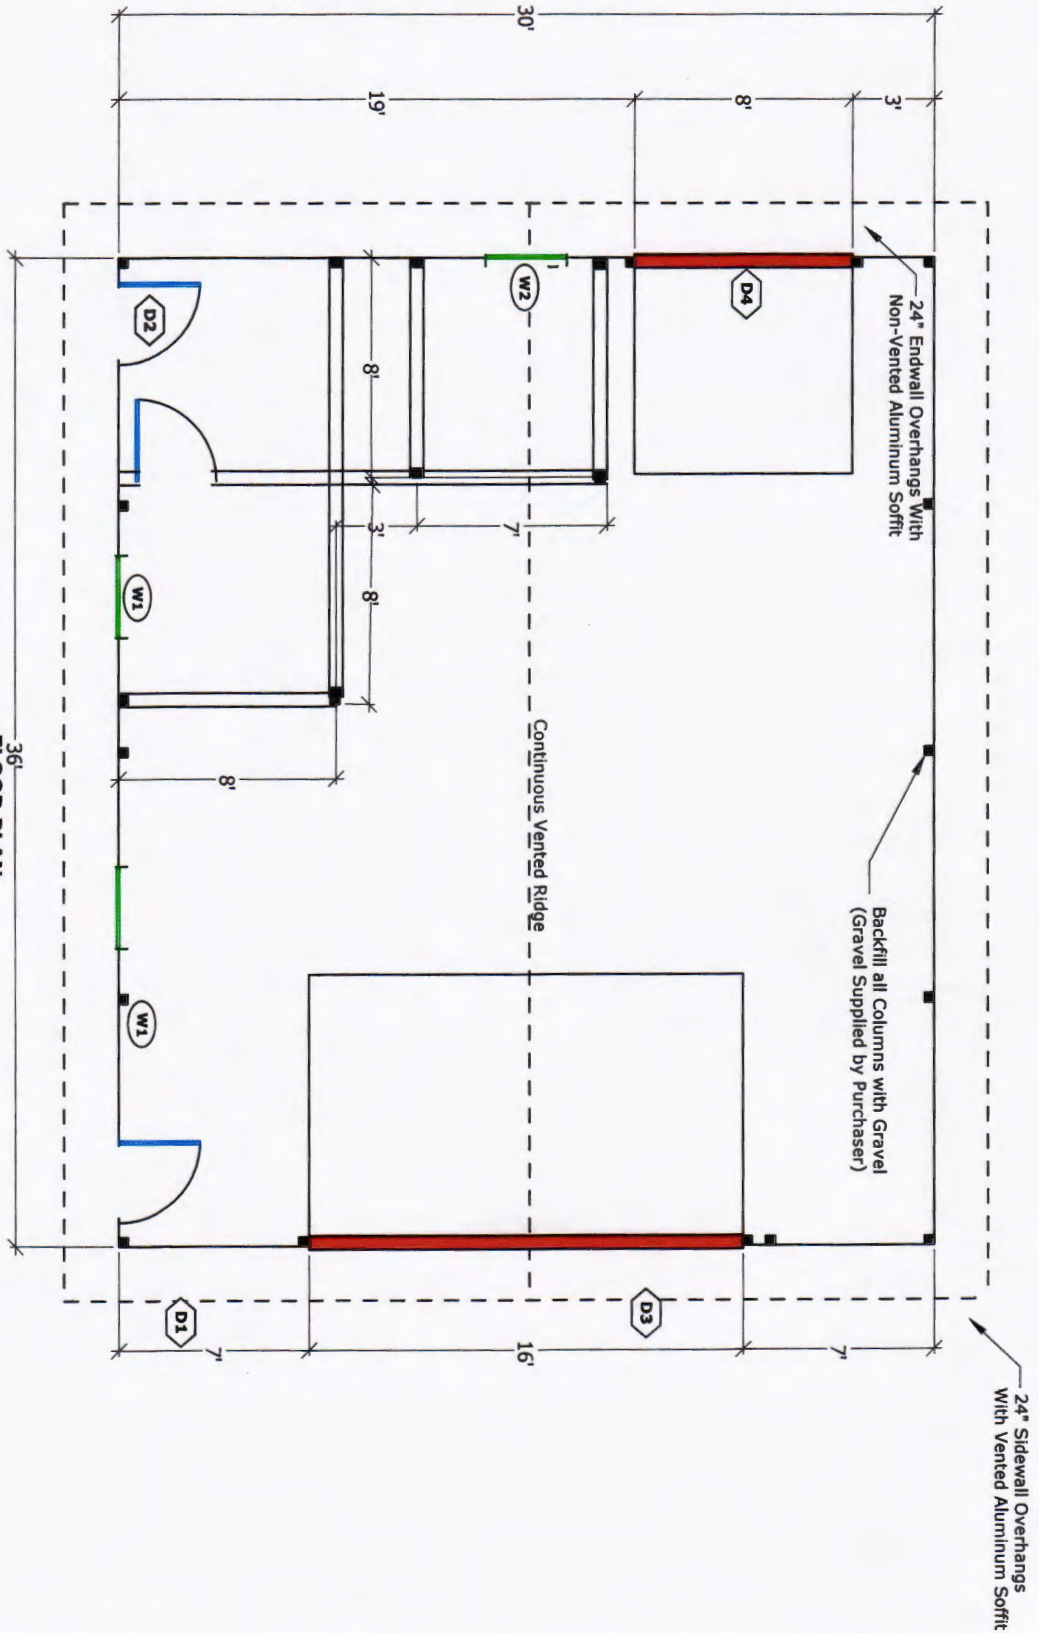 24" Sidewall Overhangs
With Vented Aluminum Soffit
24" Endwall Overhangs With
Non-Vented Aluminum Soffit
3'
Backfill all Columns with Gravel
(Gravel Supplied by Purchaser)
7'
8'
D4
D3
Continuous Vented Ridge
30'
W2
7'
16'
19'
8'
3'
8'
8'
7'
D1
D2
W1
W1
36'
FLOOR PLAN